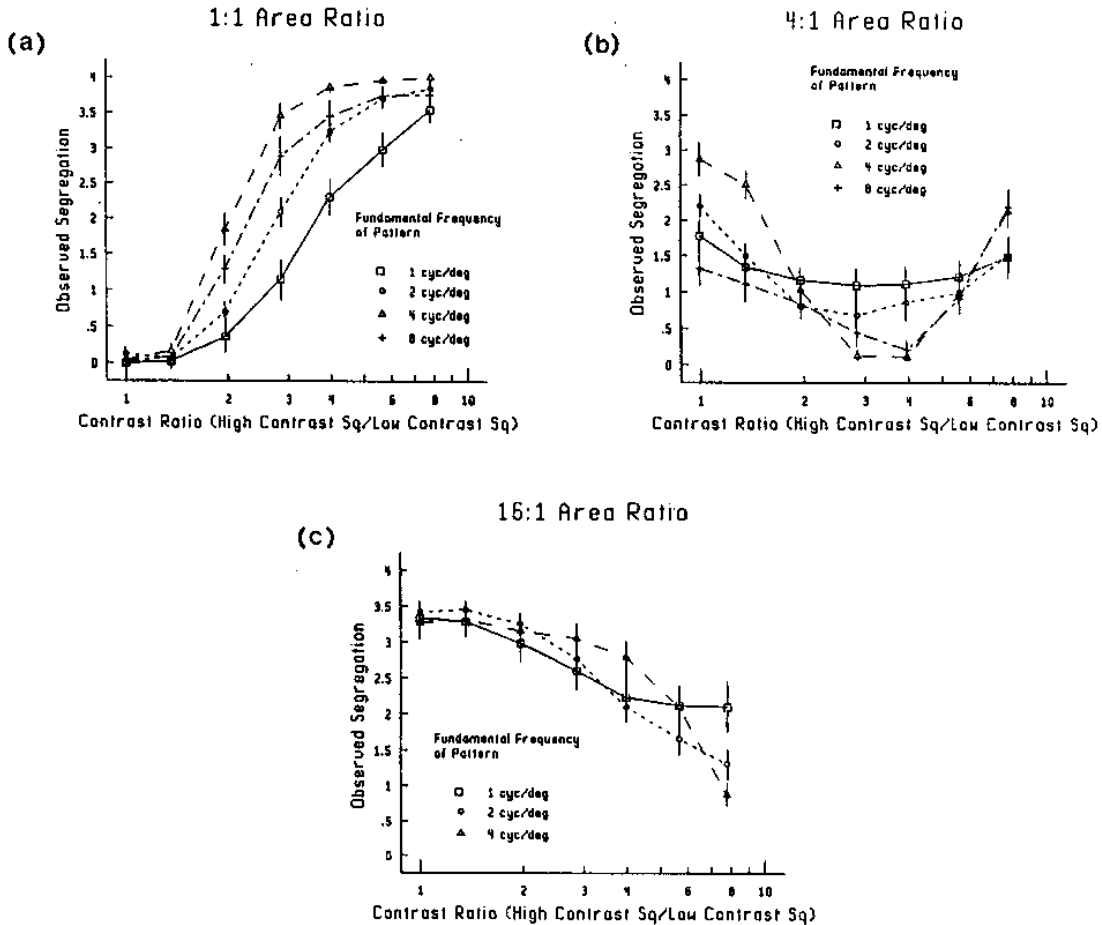 1:1 Area Ratio
(a)
4
3.5
3
2.5
2
1.5
1
.5
0
Observed Segregation
Fundamental Frequency
of Pattern
1 cyc/deg
2 cyc/deg
4 cyc/deg
8 cyc/deg
1 2 3 4 6 8 10
Contrast Ratio (High Contrast Sq/Low Contrast Sq)
4:1 Area Ratio
(b)
4
3.5
3
2.5
2
1.5
1
.5
0
Observed Segregation
Fundamental Frequency
of Pattern
1 cyc/deg
2 cyc/deg
4 cyc/deg
8 cyc/deg
1 2 3 4 6 8 10
Contrast Ratio (High Contrast Sq/Low Contrast Sq)
16:1 Area Ratio
(c)
4
3.5
3
2.5
2
1.5
1
.5
0
Observed Segregation
Fundamental Frequency
of Pattern
1 cyc/deg
2 cyc/deg
4 cyc/deg
1 2 3 4 6 8 10
Contrast Ratio (High Contrast Sq/Low Contrast Sq)